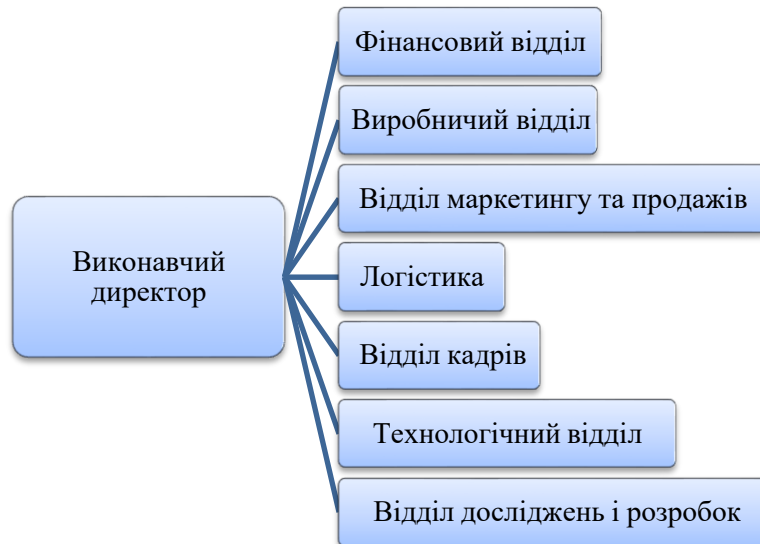 Фінансовий відділ
Виробничий відділ
Відділ маркетингу та продажів
Виконавчий
директор
Логістика
Відділ кадрів
Технологічний відділ
Відділ досліджень і розробок